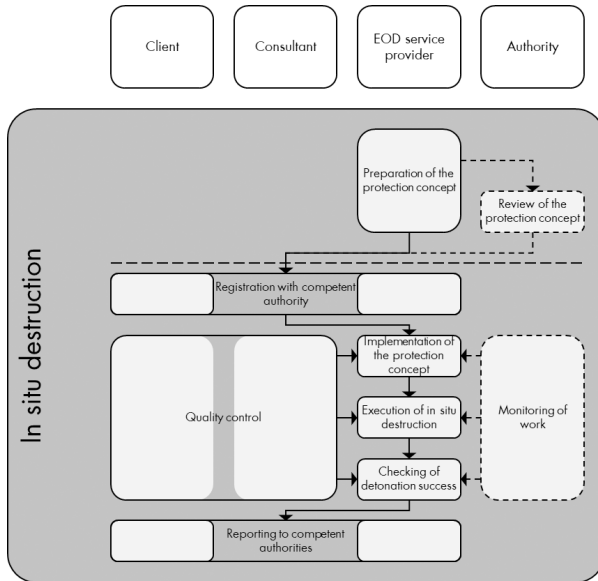 Client
Consultant
EOD service
provider
Authority
In situ destruction
Preparation of the
protection concept
Review of the
protection concept
Registration with competent
authority
Implementation of
the protection
concept
Quality control
Execution of in situ
destruction
Monitoring of
work
Checking of
detonation success
Reporting to competent
authorities